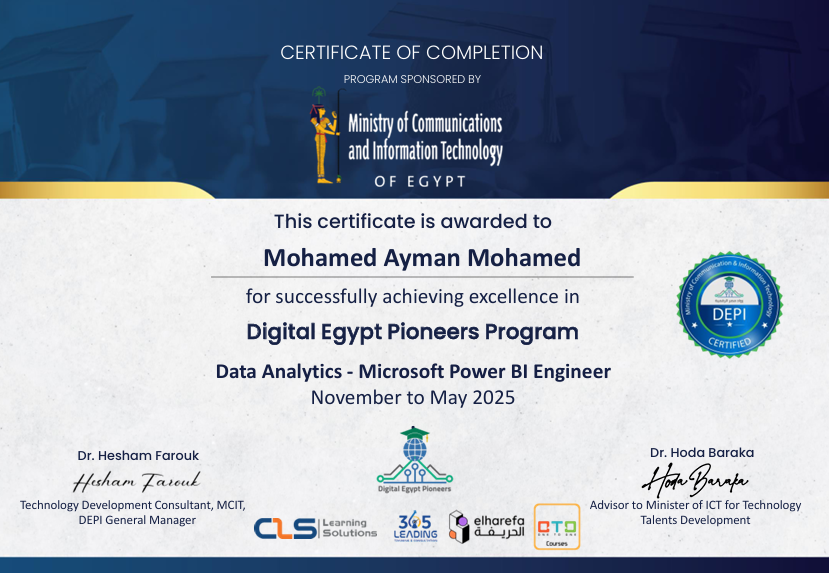 CERTIFICATE OF COMPLETION
PROGRAM SPONSORED BY
Ministry of Communications
and Information Technology
OF EGYPT
This certificate is awarded to
Mohamed Ayman Mohamed
for successfully achieving excellence in
Digital Egypt Pioneers Program
Ministry of Communication & Information Technology
DEPI
CERTIFIED
Data Analytics - Microsoft Power BI Engineer
November to May 2025
Dr. Hesham Farouk
Hesham Farouk
Technology Development Consultant, MCIT,
DEPI General Manager
Digital Egypt Pioneers
Dr. Hoda Baraka
Hoda Baraka
Advisor to Minister of ICT for Technology
Talents Development
CLS Learning
Solutions
365
LEADING
elharefa
الحريفة
Courses